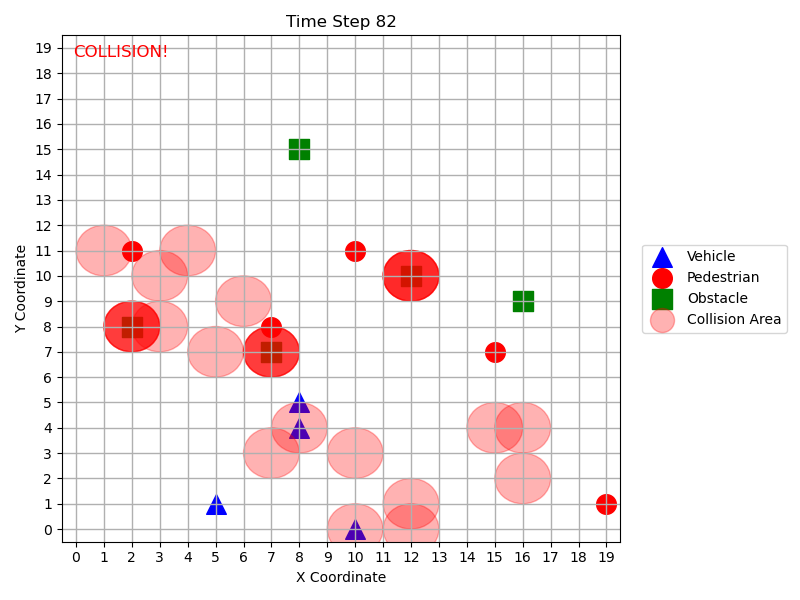 Time Step 82
COLLISION!
Y Coordinate
19
18
17
16
15
14
13
12
11
10
9
8
7
6
5
4
3
2
1
0
0 1 2 3 4 5 6 7 8 9 10 11 12 13 14 15 16 17 18 19
X Coordinate
Vehicle
Pedestrian
Obstacle
Collision Area